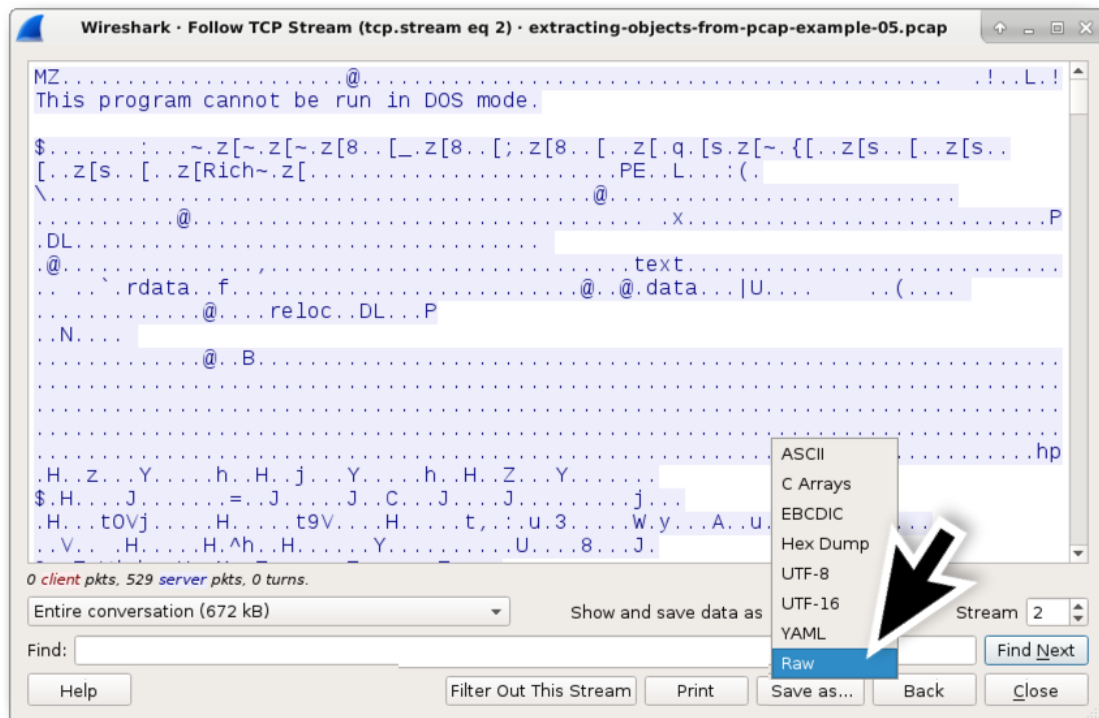 Wireshark · Follow TCP Stream (tcp.stream eq 2) · extracting-objects-from-pcap-example-05.pcap
MZ......................@................................................... .!..L.!
This program cannot be run in DOS mode.
$.......:...~.z[~.z[~.z[8..[_.z[8..[;.z[8..[..z[.q.[s.z[~.{[..z[s..[..z[s..
[..z[s..[..z[Rich~.z[...........................PE..L...:(.
\..............................................@..............................
............@......................................... .x...............................P
.DL.......................................
.@................,................................text................................
.. ..`.rdata..f..............................@..@.data...|U.... ..(....
..............@....reloc..DL...P
..N....
..............@..B......................................................................
hp
.H..z...Y.....h..H..j...Y.....h..H..Z...Y.......
$.H....J.......=..J.....J..C...J....J..........j...
.H...tOVj.....H.....t9V....H.....t,.:.u.3.....W.y...A..u.
..V.. .H.....H.^h..H......Y..........U....8...J.
0 client pkts, 529 server pkts, 0 turns.
Entire conversation (672 kB)
Show and save data as
Stream 2
ASCII
C Arrays
EBCDIC
Hex Dump
UTF-8
UTF-16
YAML
Raw
Find:
Find Next
Help
Filter Out This Stream
Print
Save as...
Back
Close